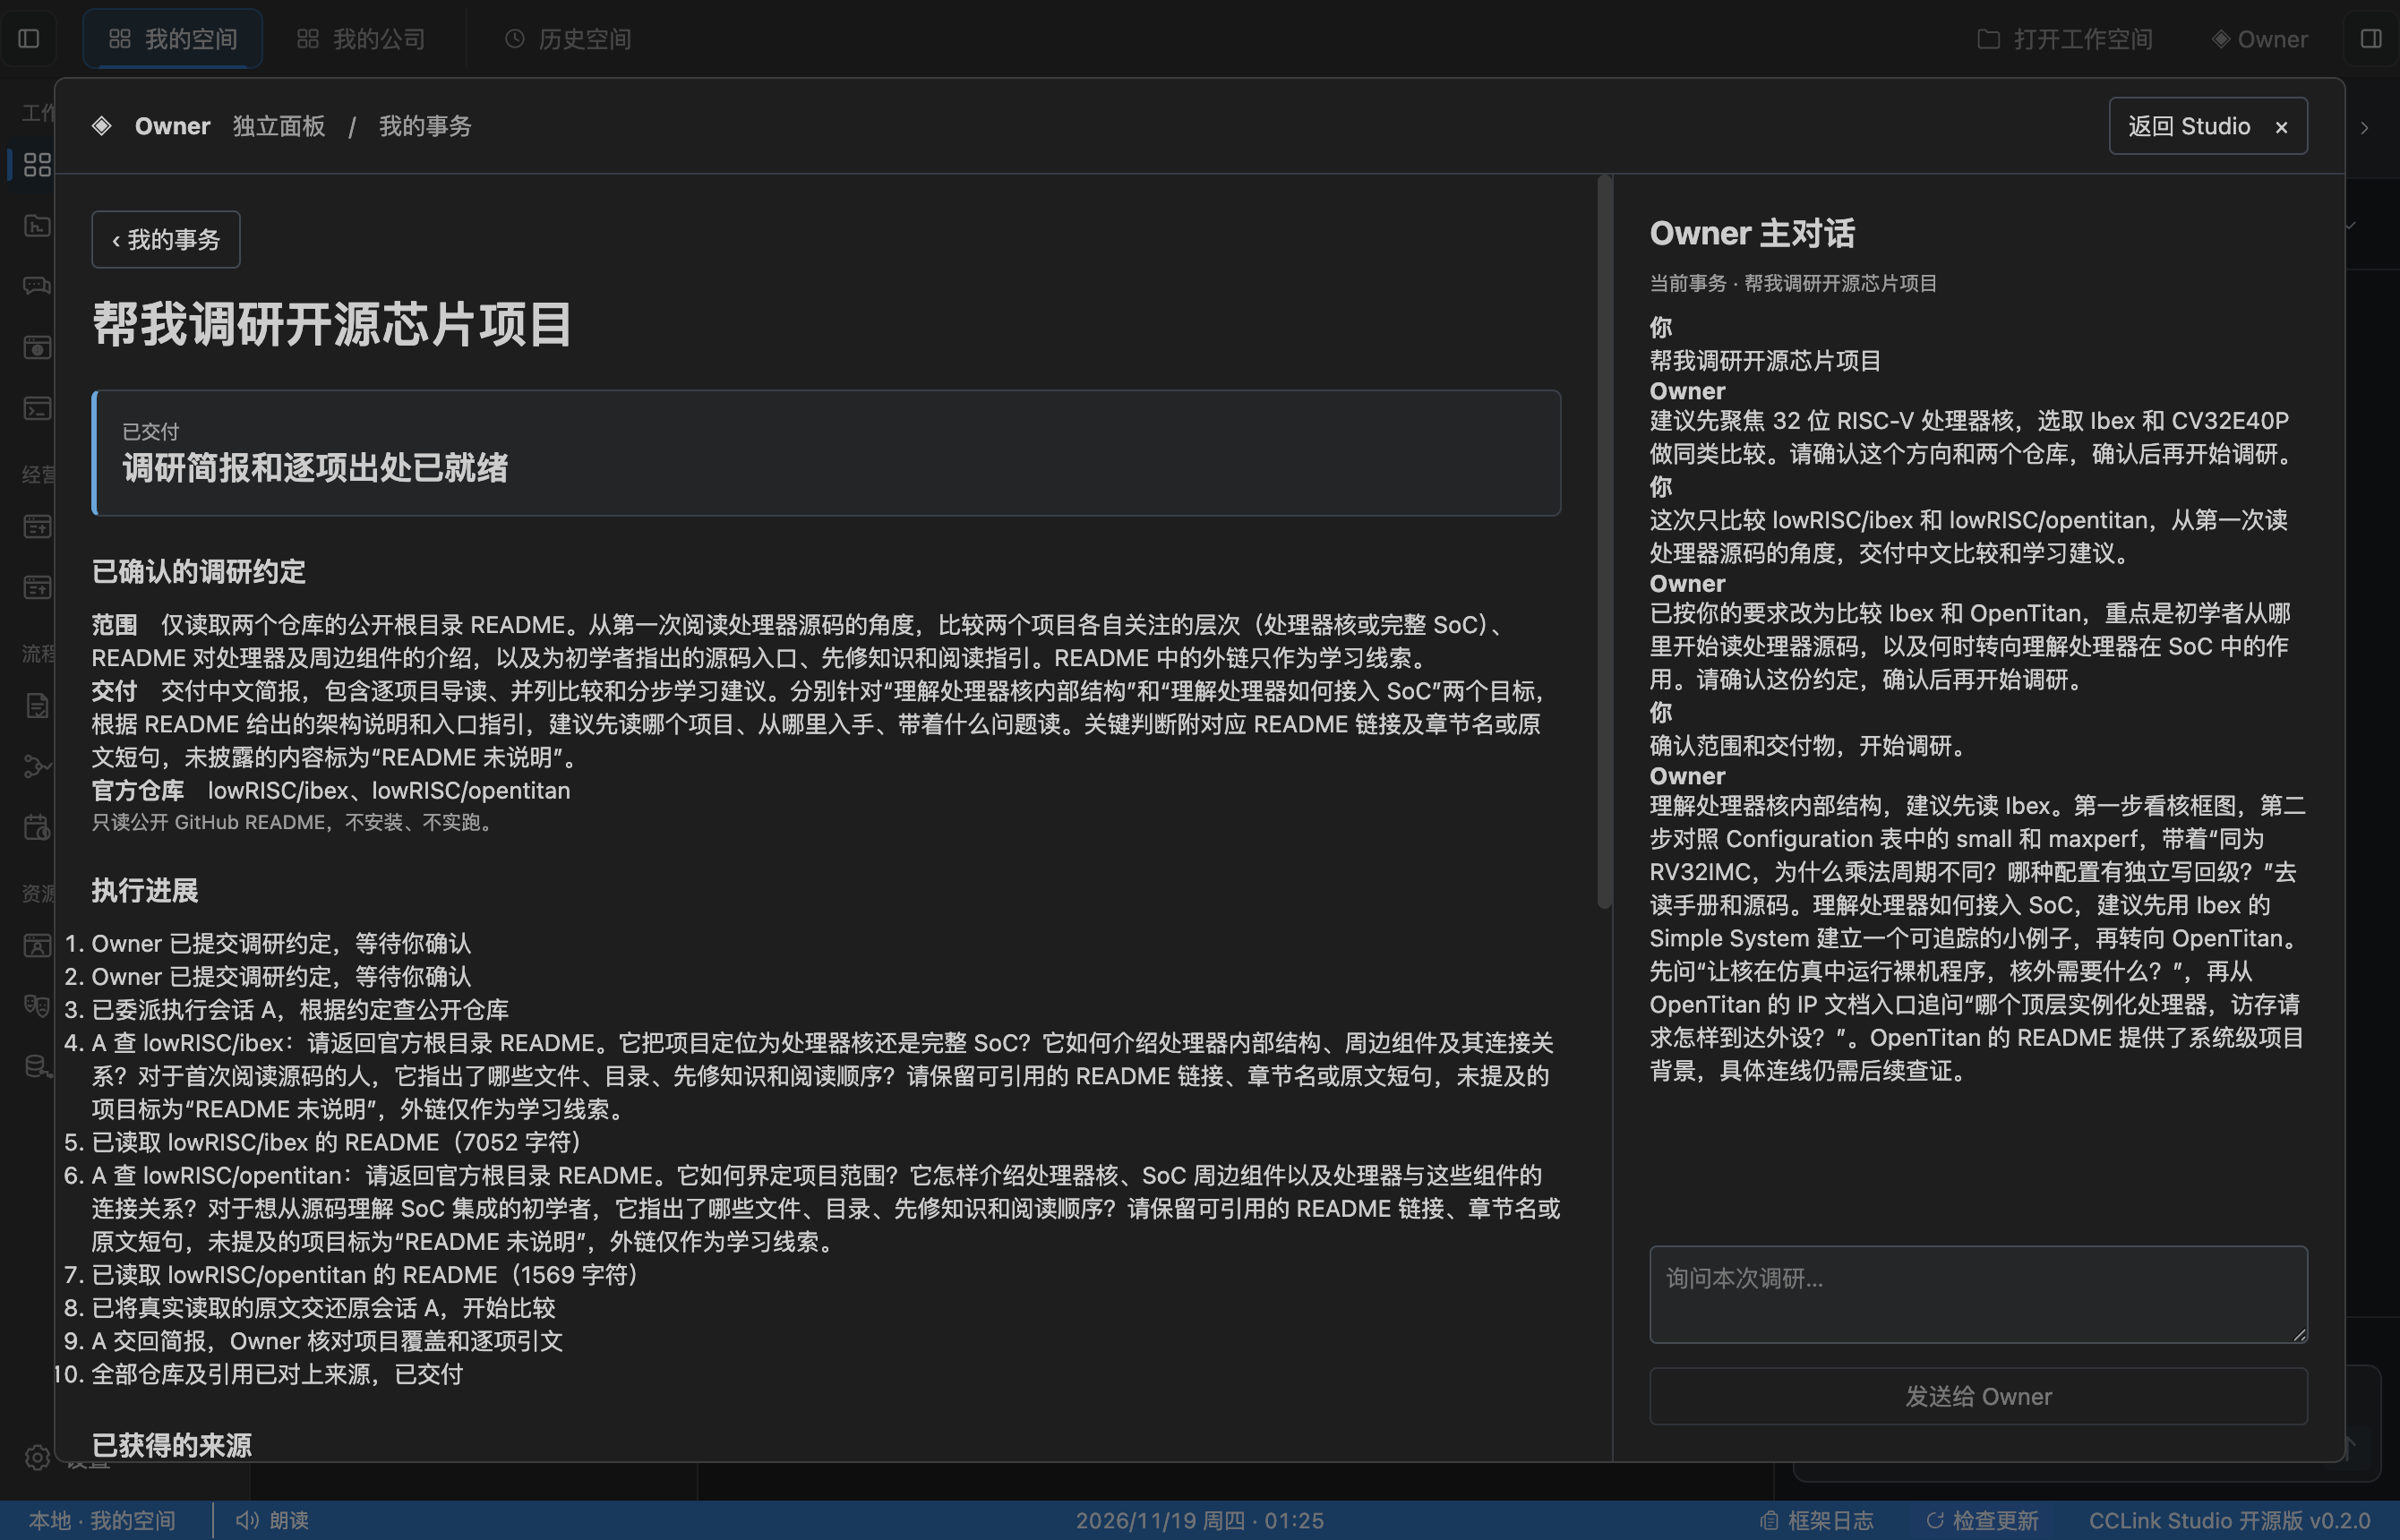 我的空间
我的公司
历史空间
打开工作空间
Owner
工作
经营
流程
资源
Owner 独立面板 / 我的事务
返回 Studio ×
‹ 我的事务
帮我调研开源芯片项目
已交付
调研简报和逐项出处已就绪
已确认的调研约定
范围 仅读取两个仓库的公开根目录 README。从第一次阅读处理器源码的角度，比较两个项目各自关注的层次（处理器核或完整 SoC）、
README 对处理器及周边组件的介绍，以及为初学者指出的源码入口、先修知识和阅读指引。README 中的外链只作为学习线索。
交付 交付中文简报，包含逐项目导读、并列比较和分步学习建议。分别针对“理解处理器核内部结构”和“理解处理器如何接入 SoC”两个目标，
根据 README 给出的架构说明和入口指引，建议先读哪个项目、从哪里入手、带着什么问题读。关键判断附对应 README 链接及章节名或原
文短句，未披露的内容标为“README 未说明”。
官方仓库 lowRISC/ibex、lowRISC/opentitan
只读公开 GitHub README，不安装、不实跑。
执行进展
1. Owner 已提交调研约定，等待你确认
2. Owner 已提交调研约定，等待你确认
3. 已委派执行会话 A，根据约定查公开仓库
4. A 查 lowRISC/ibex：请返回官方根目录 README。它把项目定位为处理器核还是完整 SoC？它如何介绍处理器内部结构、周边组件及其连接关
系？对于首次阅读源码的人，它指出了哪些文件、目录、先修知识和阅读顺序？请保留可引用的 README 链接、章节名或原文短句，未提及的
项目标为“README 未说明”，外链仅作为学习线索。
5. 已读取 lowRISC/ibex 的 README（7052 字符）
6. A 查 lowRISC/opentitan：请返回官方根目录 README。它如何界定项目范围？它怎样介绍处理器核、SoC 周边组件以及处理器与这些组件的
连接关系？对于想从源码理解 SoC 集成的初学者，它指出了哪些文件、目录、先修知识和阅读顺序？请保留可引用的 README 链接、章节名或
原文短句，未提及的项目标为“README 未说明”，外链仅作为学习线索。
7. 已读取 lowRISC/opentitan 的 README（1569 字符）
8. 已将真实读取的原文交还原会话 A，开始比较
9. A 交回简报，Owner 核对项目覆盖和逐项引文
10. 全部仓库及引用已对上来源，已交付
已获得的来源
Owner 主对话
当前事务 · 帮我调研开源芯片项目
你
帮我调研开源芯片项目
Owner
建议先聚焦 32 位 RISC-V 处理器核，选取 Ibex 和 CV32E40P
做同类比较。请确认这个方向和两个仓库，确认后再开始调研。
你
这次只比较 lowRISC/ibex 和 lowRISC/opentitan，从第一次读
处理器源码的角度，交付中文比较和学习建议。
Owner
已按你的要求改为比较 Ibex 和 OpenTitan，重点是初学者从哪
里开始读处理器源码，以及何时转向理解处理器在 SoC 中的作
用。请确认这份约定，确认后再开始调研。
你
确认范围和交付物，开始调研。
Owner
理解处理器核内部结构，建议先读 Ibex。第一步看核框图，第二
步对照 Configuration 表中的 small 和 maxperf，带着“同为
RV32IMC，为什么乘法周期不同？哪种配置有独立写回级？”去
读手册和源码。理解处理器如何接入 SoC，建议先用 Ibex 的
Simple System 建立一个可追踪的小例子，再转向 OpenTitan。
先问“让核在仿真中运行裸机程序，核外需要什么？”，再从
OpenTitan 的 IP 文档入口追问“哪个顶层实例化处理器，访存请
求怎样到达外设？”。OpenTitan 的 README 提供了系统级项目
背景，具体连线仍需后续查证。
询问本次调研...
发送给 Owner
设置
本地 · 我的空间
朗读
2026/11/19 周四 · 01:25
框架日志
检查更新
CCLink Studio 开源版 v0.2.0